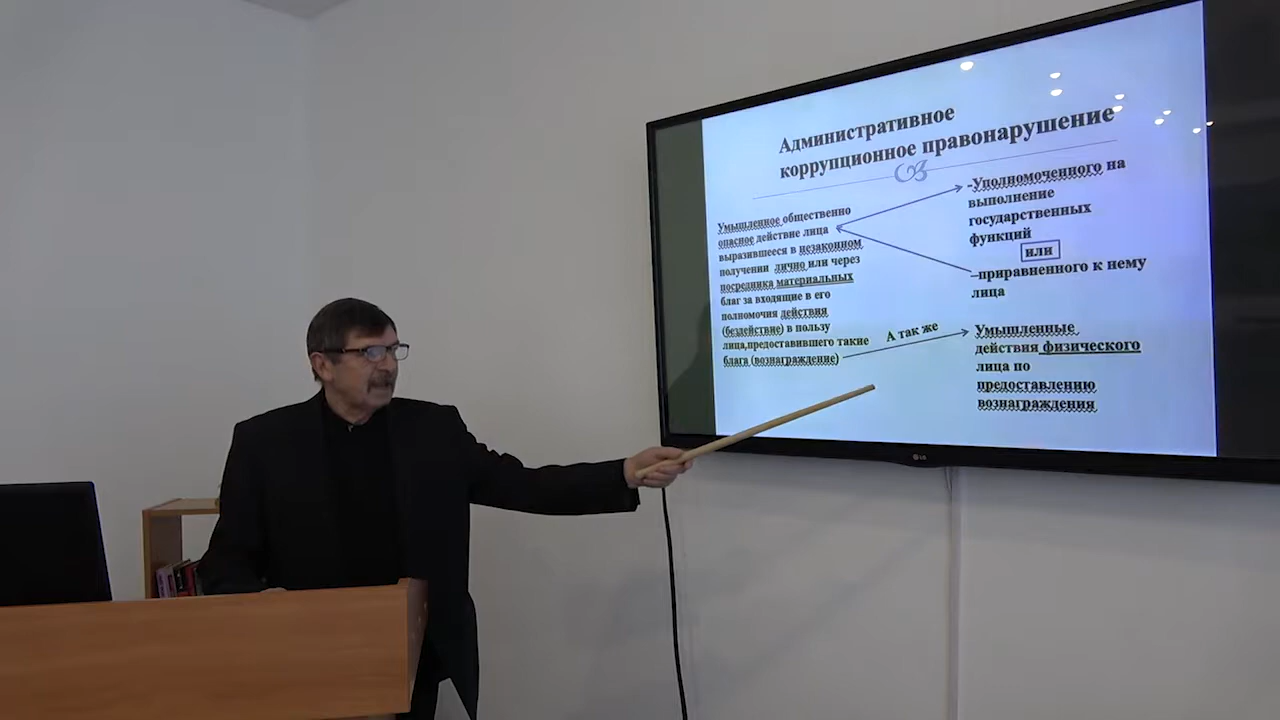 Административное
коррупционное правонарушение
Умышленное общественно
опасное действие лица
выразившееся в незаконном
получении лично или через
посредника материальных
благ за входящие в его
полномочия действия
(бездействие) в пользу
лица,предоставившего такие
блага (вознаграждение)
-Уполномоченного на
выполнение
государственных
функций
или
–приравненного к нему
лица
А так же
Умышленные
действия физического
лица по
предоставлению
вознаграждения
LG